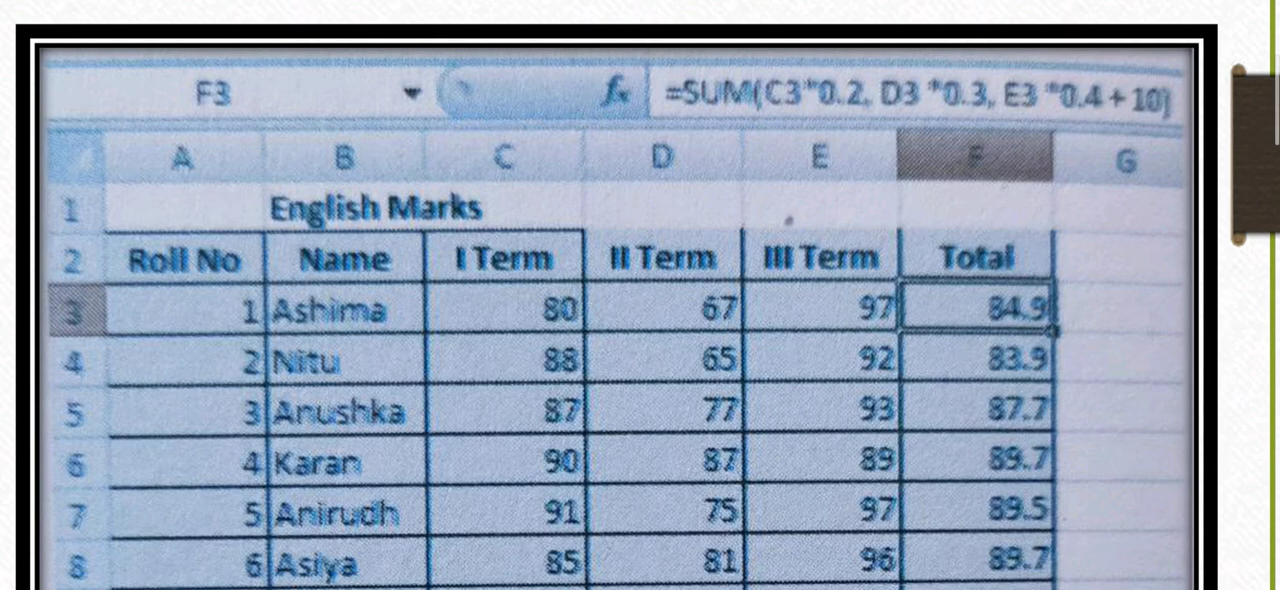 F3 fx =SUM(C3*0.2, D3 *0.3, E3 *0.4 + 10)
A B C D E F G
1 English Marks
2 Roll No Name I Term II Term III Term Total
3 1 Ashima 80 67 97 84.9
4 2 Nitu 88 65 92 83.9
5 3 Anushka 87 77 93 87.7
6 4 Karan 90 87 89 89.7
7 5 Anirudh 91 75 97 89.5
8 6 Asiya 85 81 96 89.7